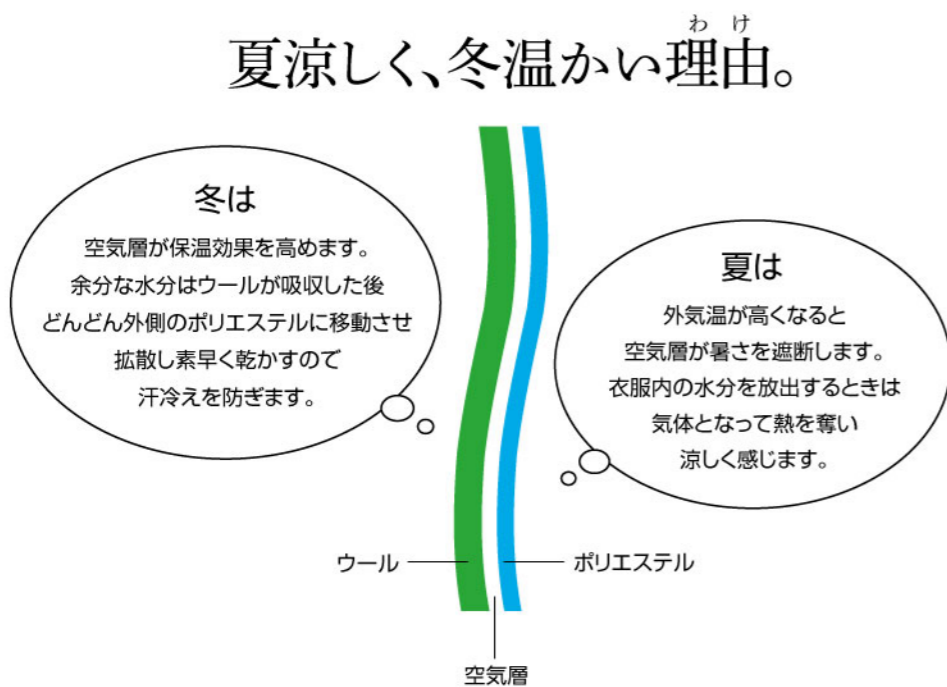 わけ
夏涼しく、冬温かい理由。
冬は
空気層が保温効果を高めます。
余分な水分はウールが吸収した後
どんどん外側のポリエステルに移動させ
拡散し素早く乾かすので
汗冷えを防ぎます。
夏は
外気温が高くなると
空気層が暑さを遮断します。
衣服内の水分を放出するときは
気体となって熱を奪い
涼しく感じます。
ウール
ポリエステル
空気層